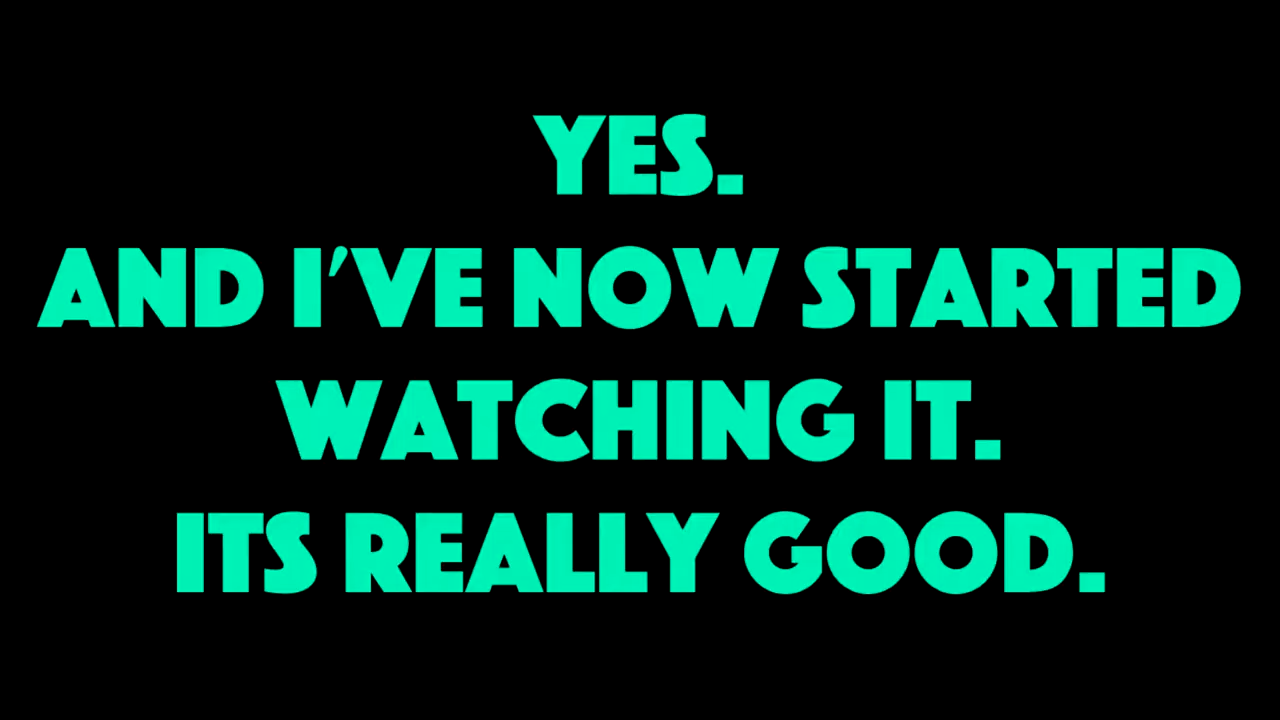 YES.
AND I'VE NOW STARTED
WATCHING IT.
ITS REALLY GOOD.